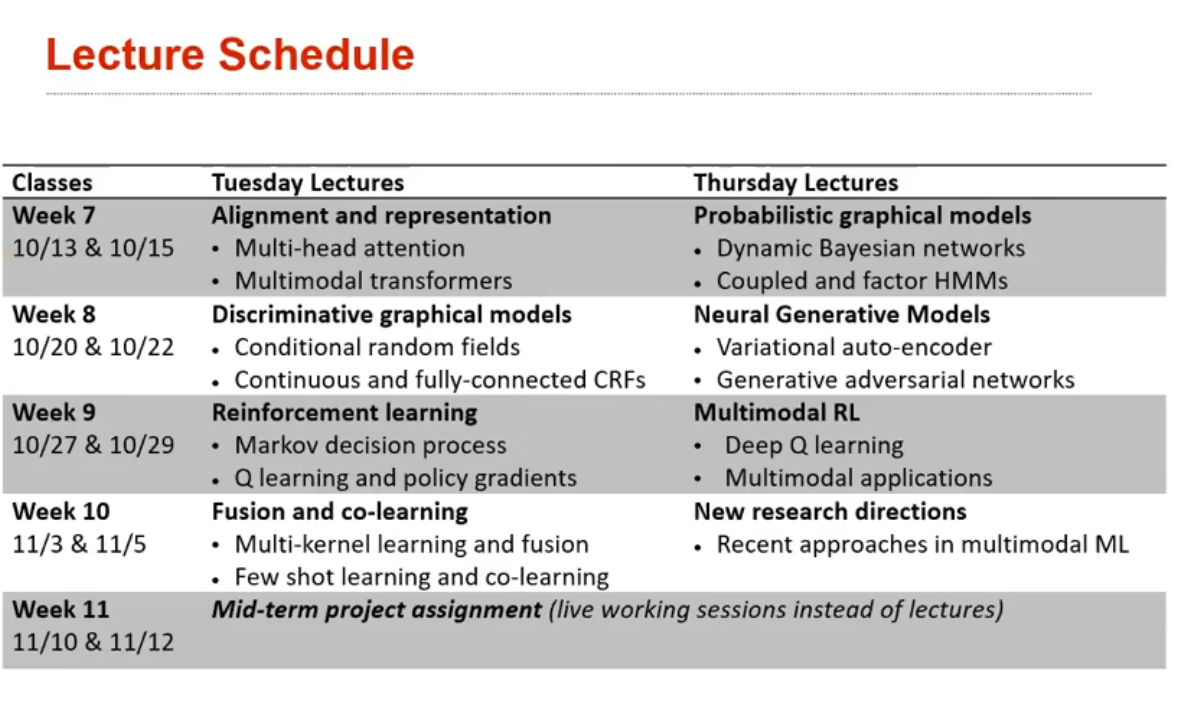 Lecture Schedule
Classes Tuesday Lectures Thursday Lectures
Week 7 Alignment and representation Probabilistic graphical models
10/13 & 10/15 • Multi-head attention • Dynamic Bayesian networks
• Multimodal transformers • Coupled and factor HMMs
Week 8 Discriminative graphical models Neural Generative Models
10/20 & 10/22 • Conditional random fields • Variational auto-encoder
• Continuous and fully-connected CRFs • Generative adversarial networks
Week 9 Reinforcement learning Multimodal RL
10/27 & 10/29 • Markov decision process • Deep Q learning
• Q learning and policy gradients • Multimodal applications
Week 10 Fusion and co-learning New research directions
11/3 & 11/5 • Multi-kernel learning and fusion • Recent approaches in multimodal ML
• Few shot learning and co-learning
Week 11 Mid-term project assignment (live working sessions instead of lectures)
11/10 & 11/12